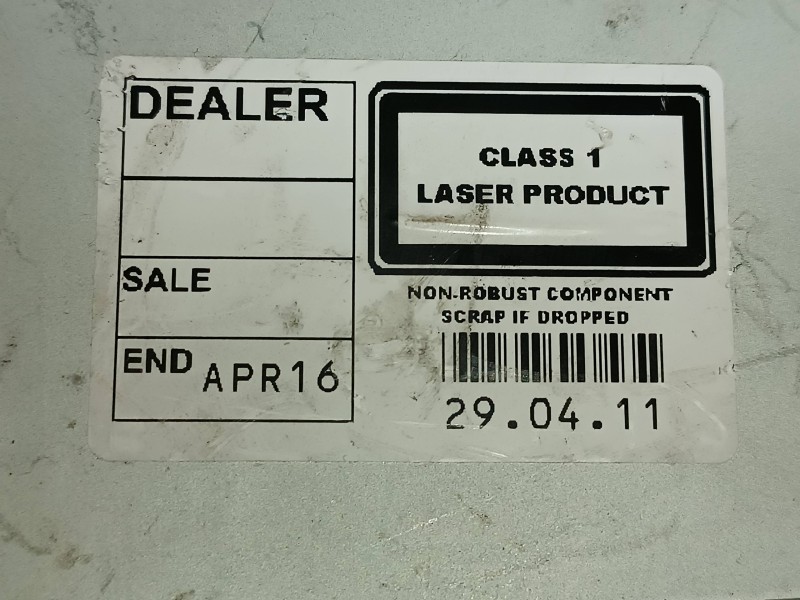 DEALER
SALE
END APR16
CLASS 1
LASER PRODUCT
NON-ROBUST COMPONENT
SCRAP IF DROPPED
29.04.11